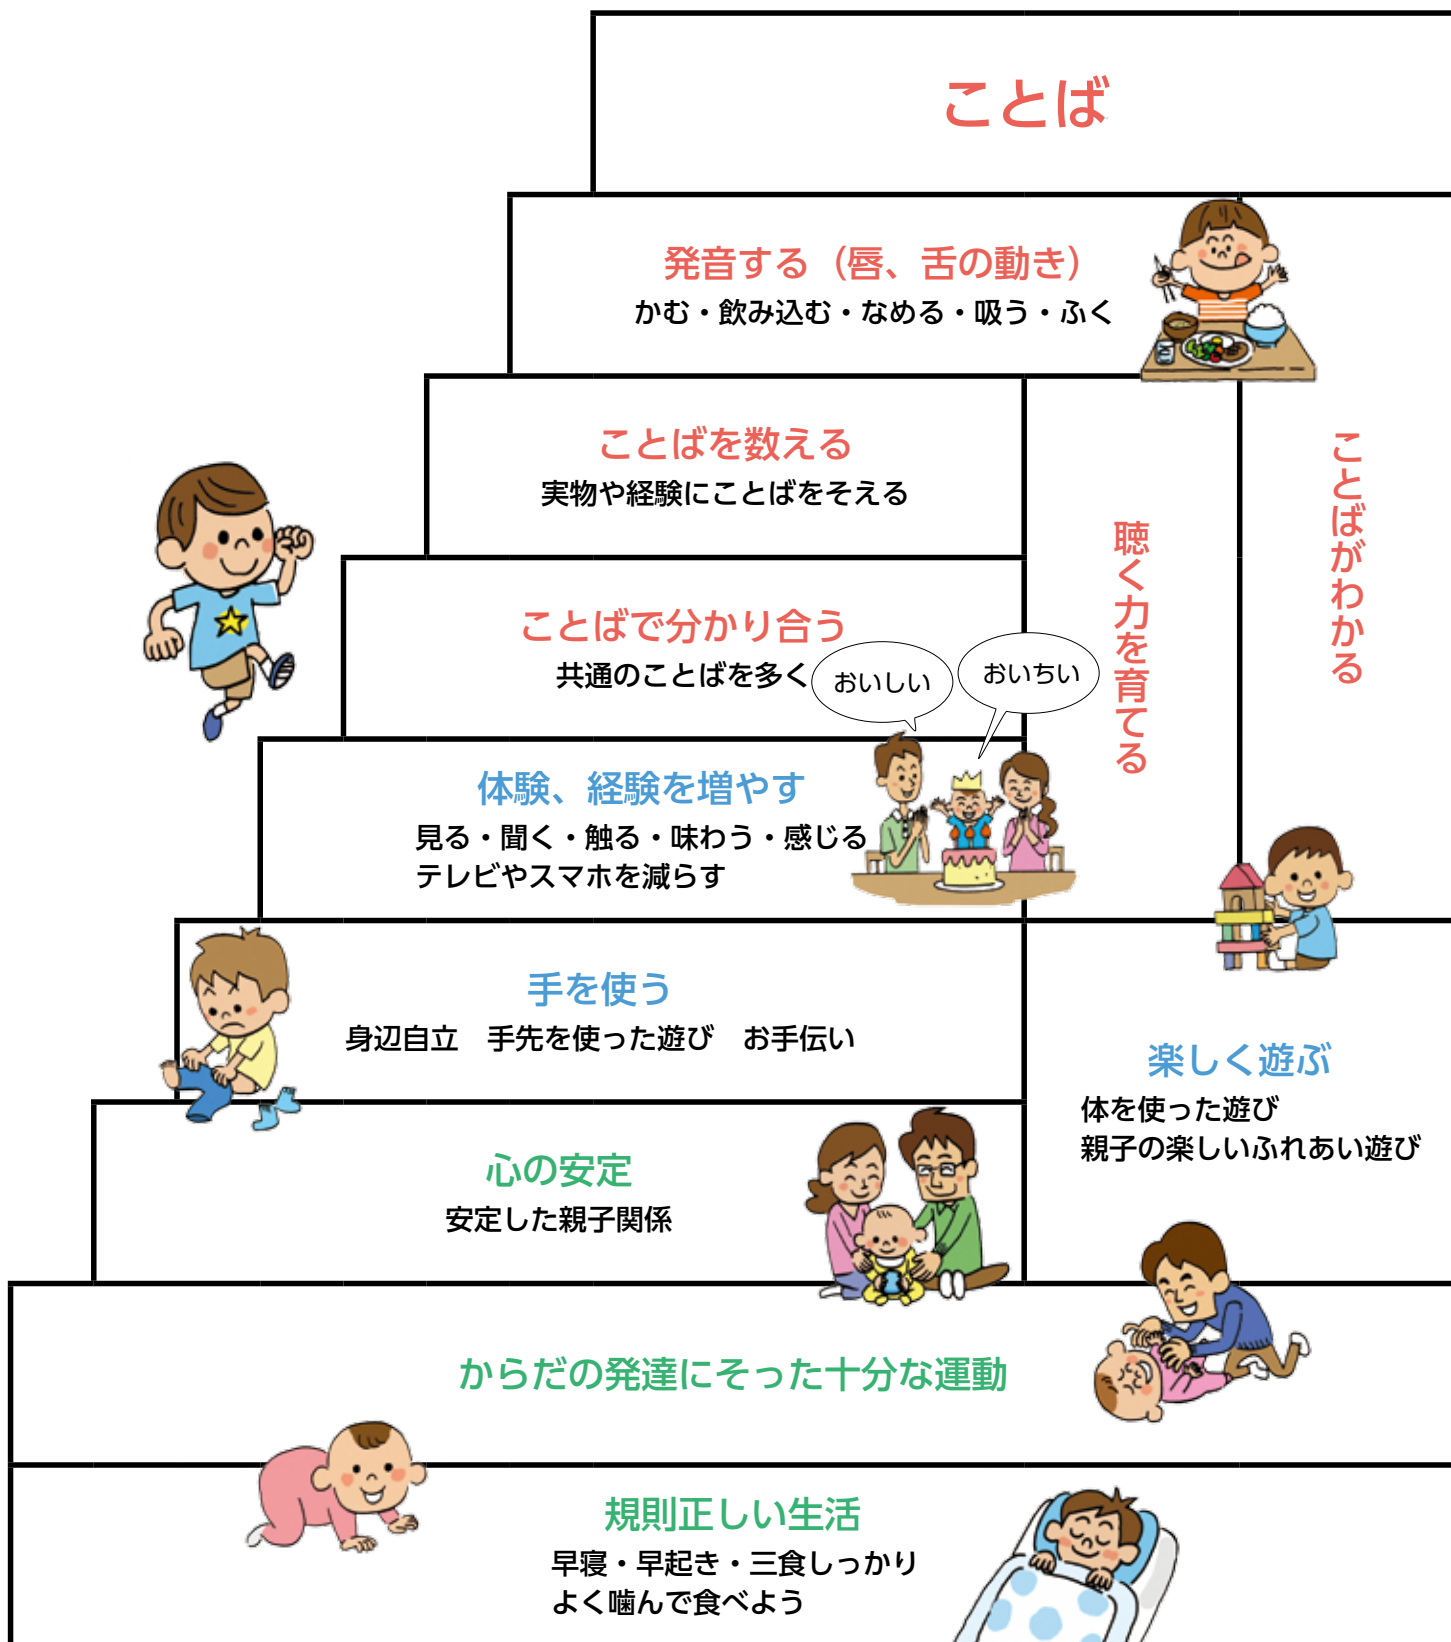 ことば
発音する（唇、舌の動き）
かむ・飲み込む・なめる・吸う・ふく
ことばがわかる
聴く力を育てる
ことばを数える
実物や経験にことばをそえる
ことばで分かり合う
共通のことばを多く
おいしい
おいちい
体験、経験を増やす
見る・聞く・触る・味わう・感じる
テレビやスマホを減らす
手を使う
身辺自立　手先を使った遊び　お手伝い
楽しく遊ぶ
体を使った遊び
親子の楽しいふれあい遊び
心の安定
安定した親子関係
からだの発達にそった十分な運動
規則正しい生活
早寝・早起き・三食しっかり
よく噛んで食べよう